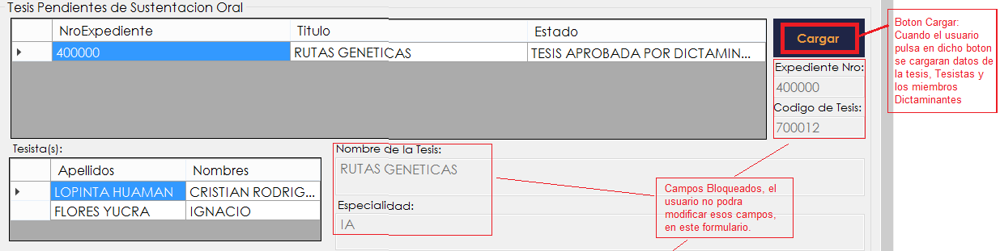 Tesis Pendientes de Sustentacion Oral
NroExpediente Titulo Estado
400000 RUTAS GENETICAS TESIS APROBADA POR DICTAMIN...
Cargar
Expediente Nro:
400000
Codigo de Tesis:
700012
Boton Cargar:
Cuando el usuario
pulsa en dicho boton
se cargaran datos de
la tesis, Tesistas y
los miembros
Dictaminantes
Tesista(s):
Apellidos Nombres
LOPINTA HUAMAN CRISTIAN RODRIG...
FLORES YUCRA IGNACIO
Nombre de la Tesis:
RUTAS GENETICAS
Especialidad:
IA
Campos Bloqueados, el
usuario no podra
modificar esos campos,
en este formulario.